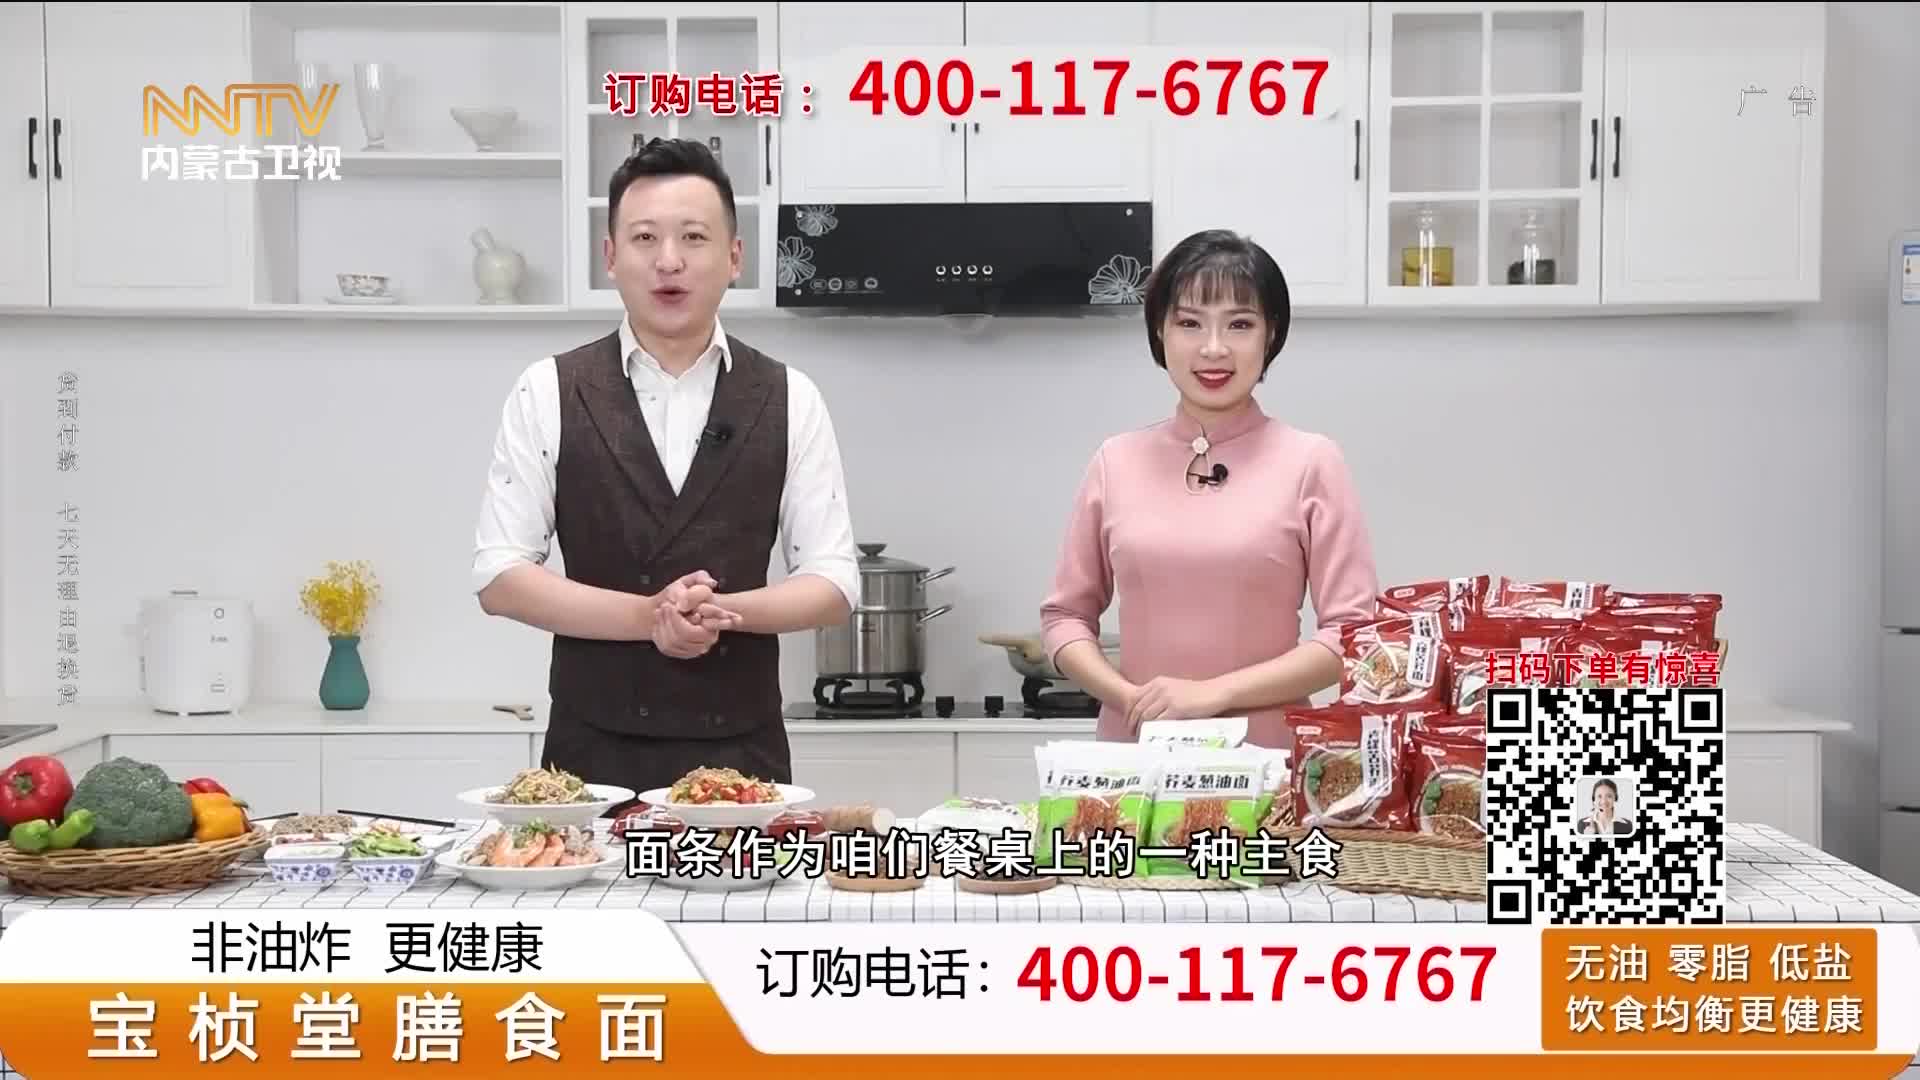 订购电话：400-117-6767
广告
NNTV
内蒙古卫视
货到付款 七天无理由退换货
扫码下单有惊喜
荞麦葱油面
荞麦葱油面
面条作为咱们餐桌上的一种主食
非油炸 更健康
宝桢堂膳食面
订购电话：400-117-6767
无油 零脂 低盐
饮食均衡更健康